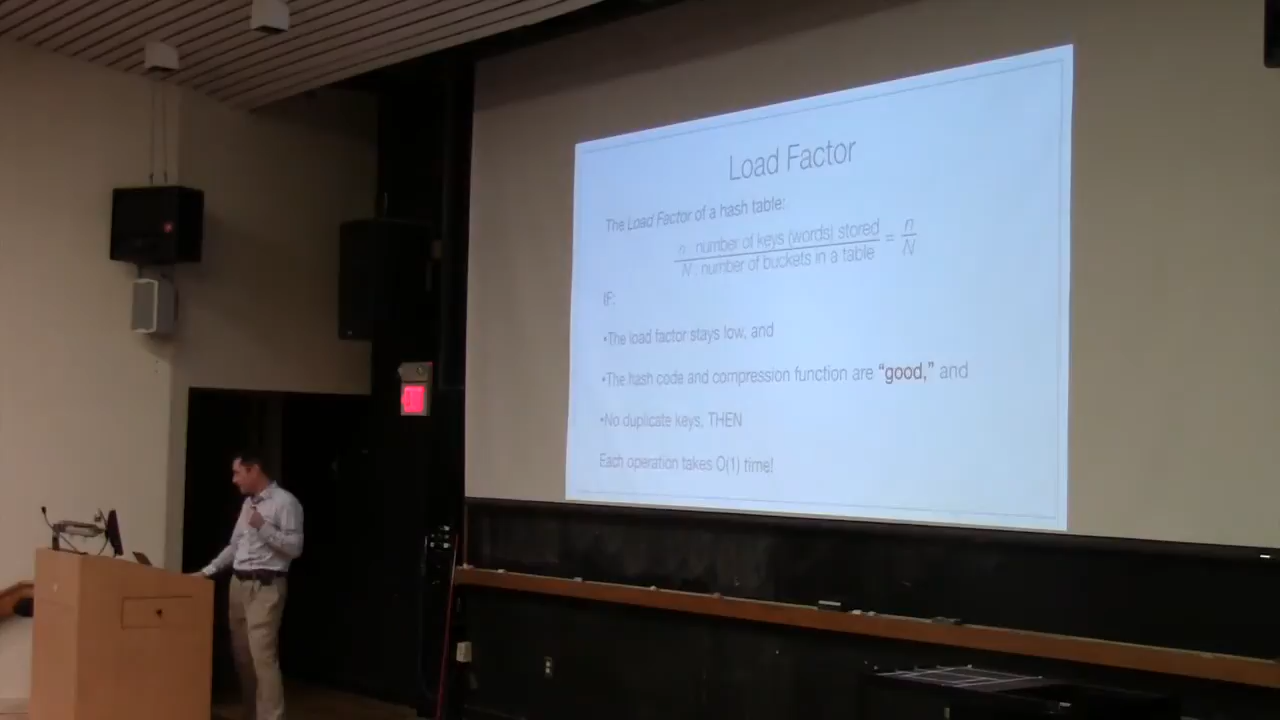 Load Factor
The Load Factor of a hash table:
n : number of keys (words) stored
N : number of buckets in a table
= n
N
IF:
•The load factor stays low, and
•The hash code and compression function are “good,” and
•No duplicate keys, THEN
Each operation takes O(1) time!